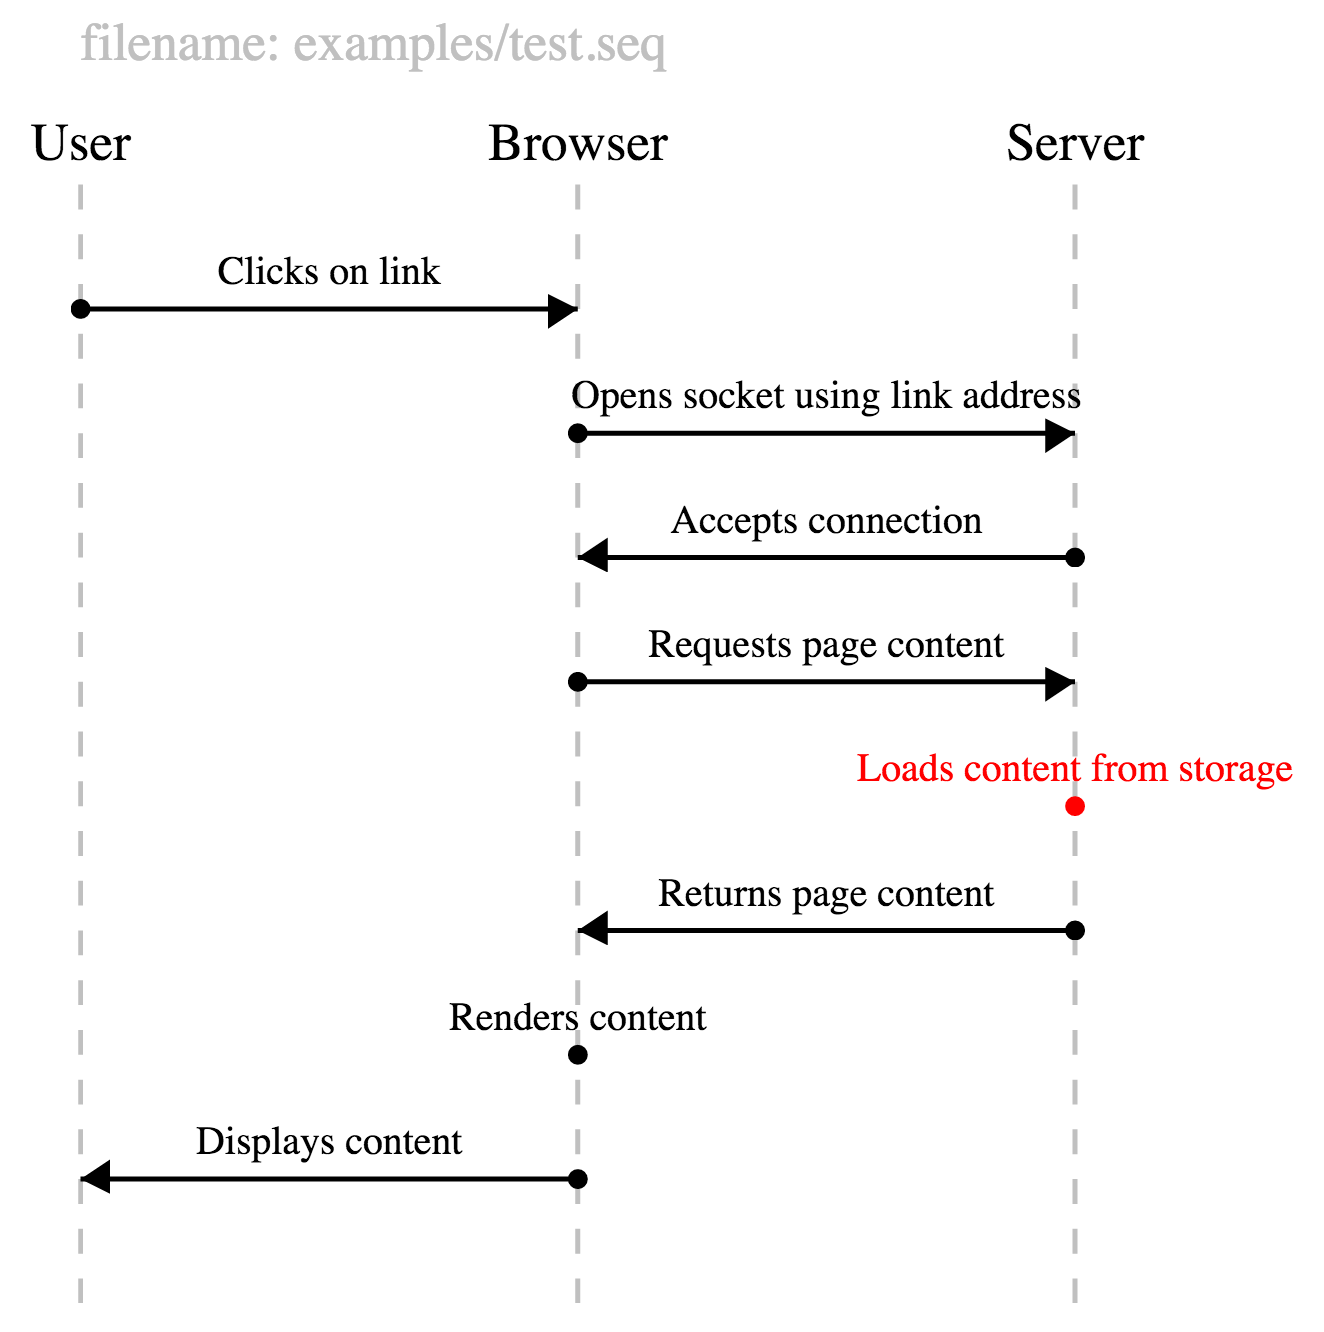 filename: examples/test.seq
User Browser Server
Clicks on link
Opens socket using link address
Accepts connection
Requests page content
Loads content from storage
Returns page content
Renders content
Displays content